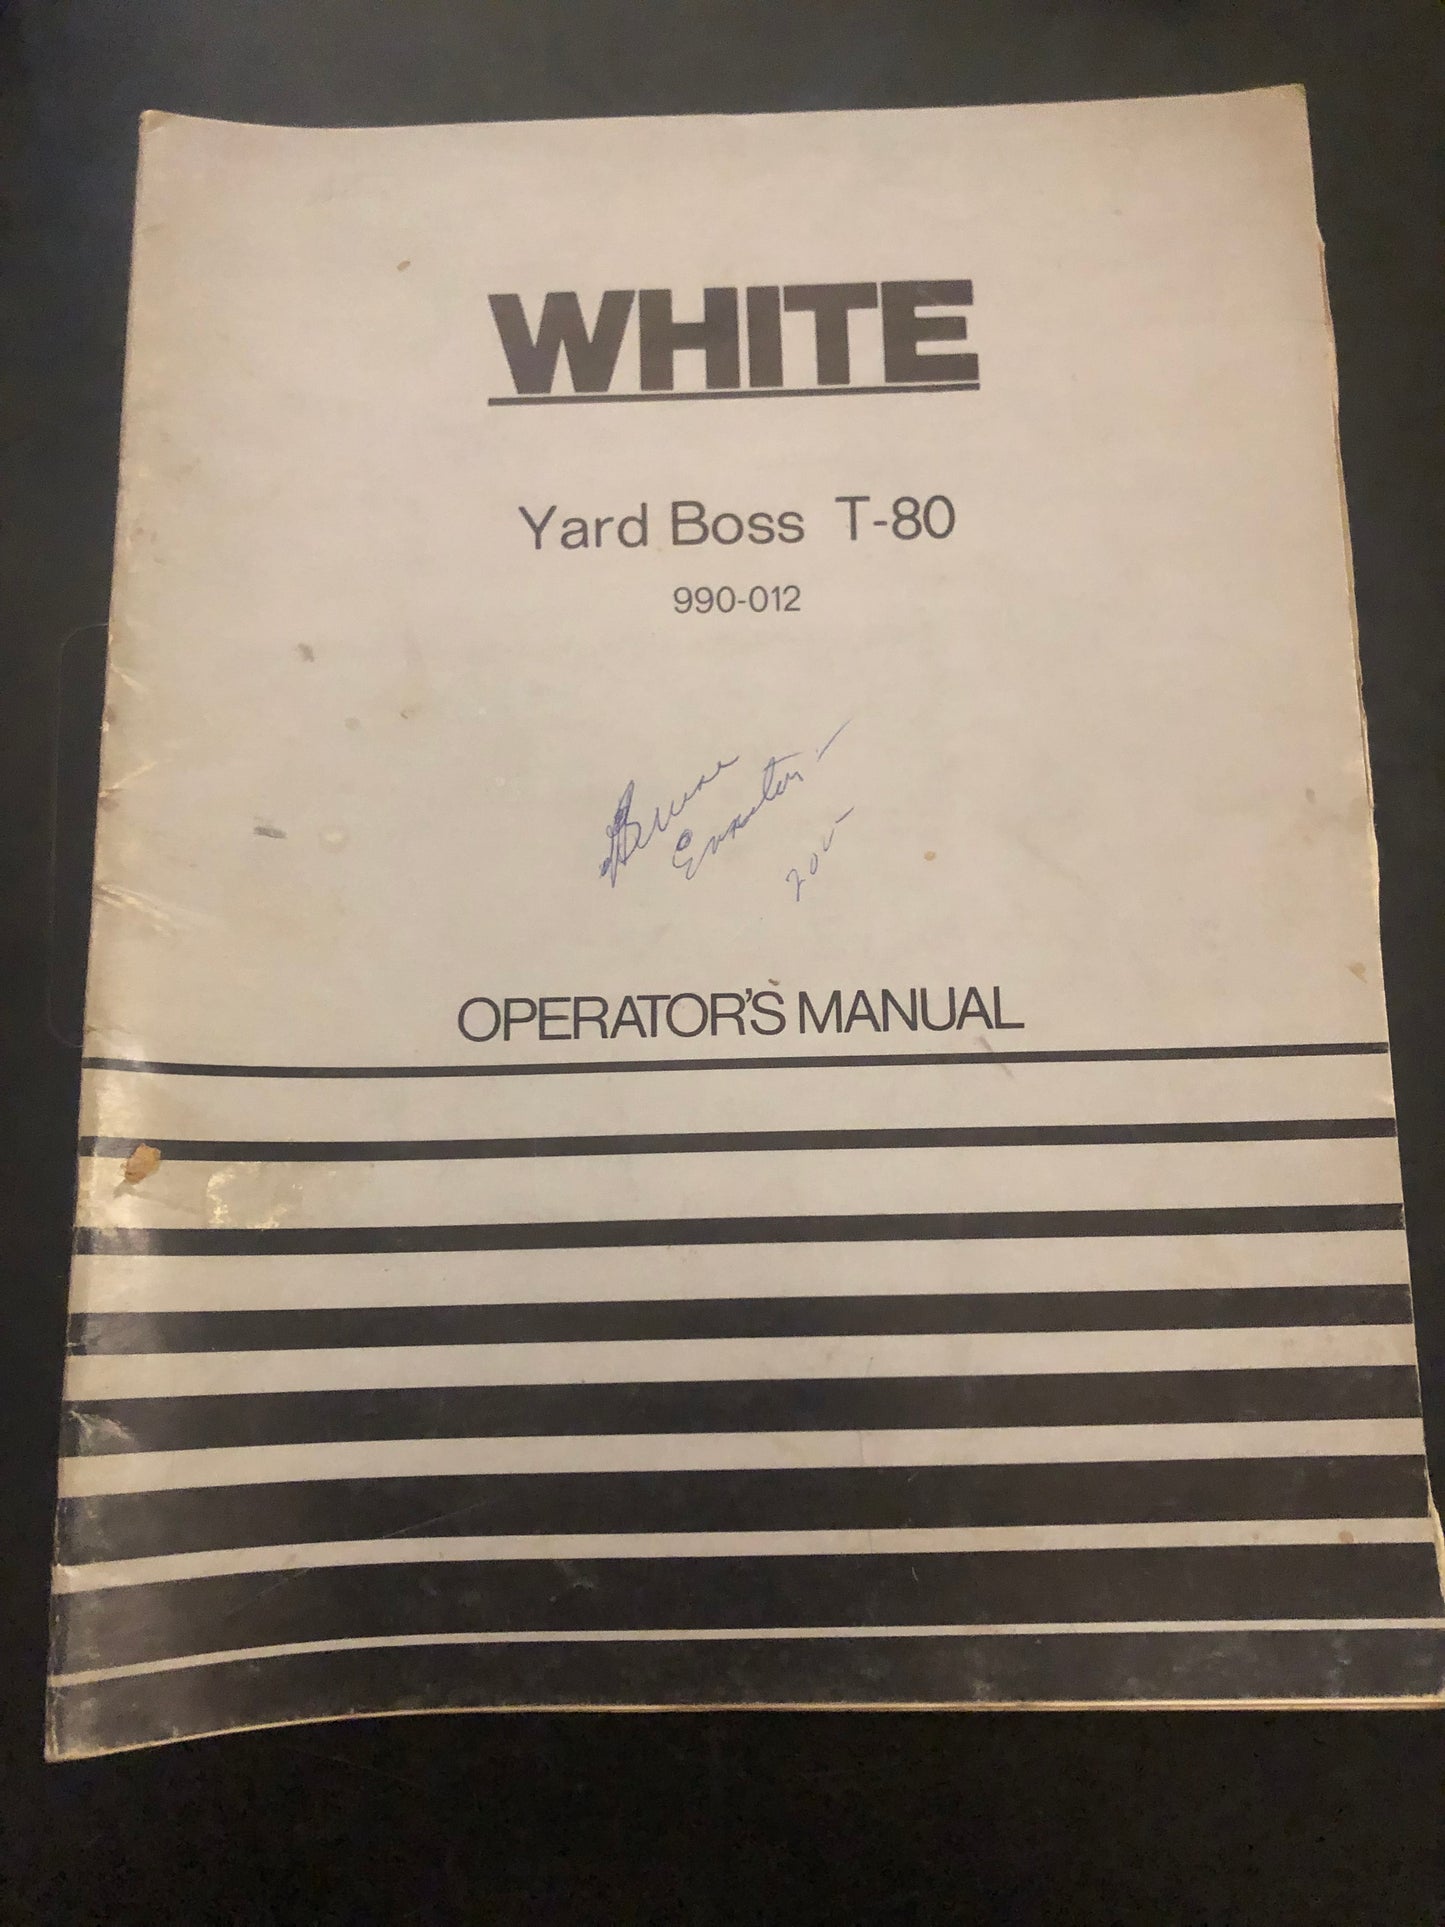 WHITE
Yard Boss T-80
990-012
OPERATOR'S MANUAL